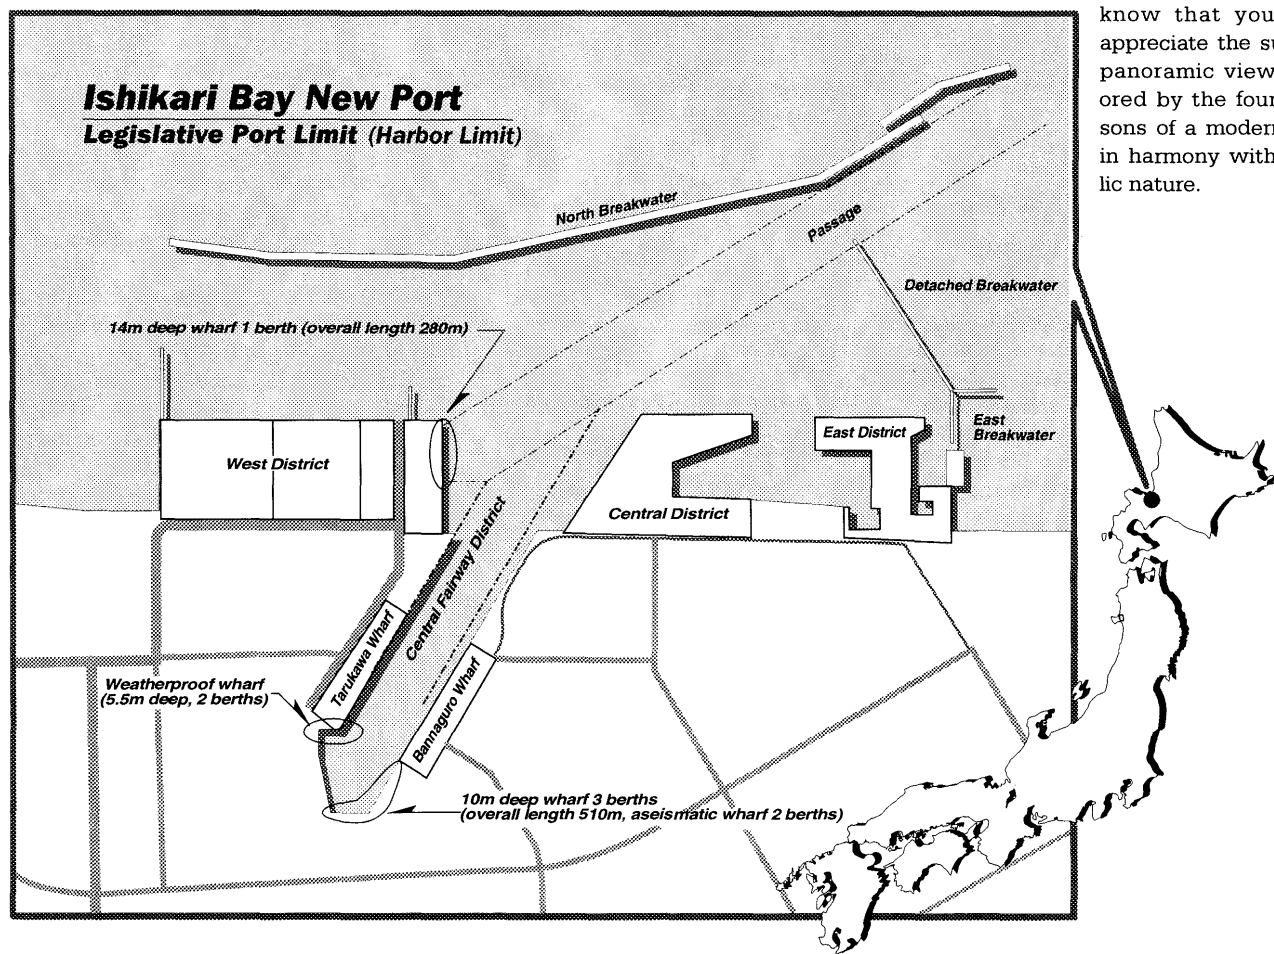 Ishikari Bay New Port
Legislative Port Limit (Harbor Limit)
North Breakwater
Passage
Detached Breakwater
14m deep wharf 1 berth (overall length 280m)
East
Breakwater
West District
East District
Central District
Central Fairway District
Tarukawa Wharf
Bannaguro Wharf
Weatherproof wharf
(5.5m deep, 2 berths)
10m deep wharf 3 berths
(overall length 510m, aseismatic wharf 2 berths)
know that you
appreciate the
panoramic view
ored by the four
sons of a modern
in harmony with
lic nature.